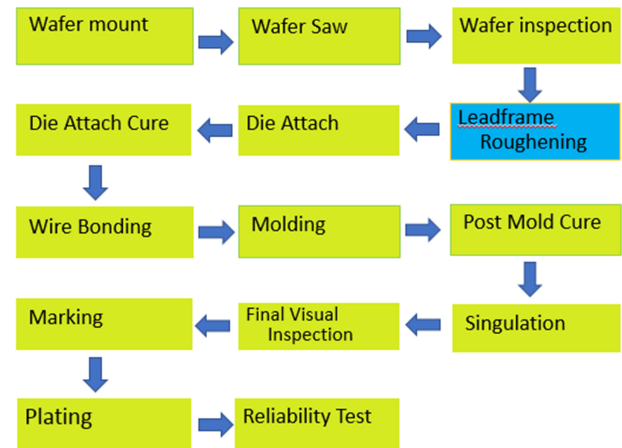 Wafer mount
Wafer Saw
Wafer inspection
Leadframe
Roughening
Die Attach
Die Attach Cure
Wire Bonding
Molding
Post Mold Cure
Singulation
Final Visual
Inspection
Marking
Plating
Reliability Test